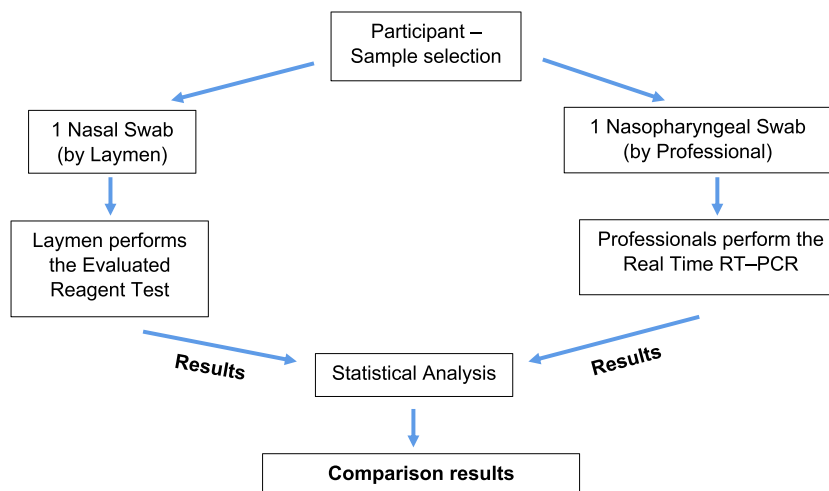 Participant –
Sample selection
1 Nasal Swab
(by Laymen)
1 Nasopharyngeal Swab
(by Professional)
Laymen performs
the Evaluated
Reagent Test
Professionals perform the
Real Time RT–PCR
Results
Results
Statistical Analysis
Comparison results